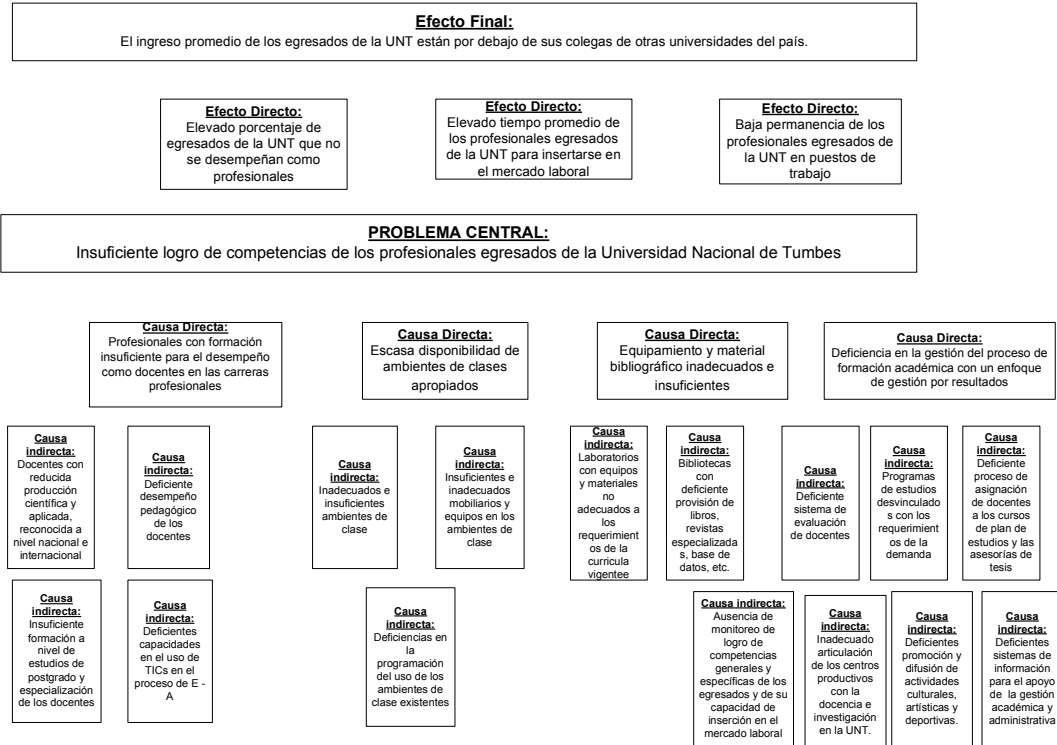 Efecto Final:
El ingreso promedio de los egresados de la UNT están por debajo de sus colegas de otras universidades del país.
Efecto Directo:
Elevado porcentaje de
egresados de la UNT que no
se desempeñan como
profesionales
Efecto Directo:
Elevado tiempo promedio de
los profesionales egresados
de la UNT para insertarse en
el mercado laboral
Efecto Directo:
Baja permanencia de los
profesionales egresados de
la UNT en puestos de
trabajo
PROBLEMA CENTRAL:
Insuficiente logro de competencias de los profesionales egresados de la Universidad Nacional de Tumbes
Causa Directa:
Profesionales con formación
insuficiente para el desempeño
como docentes en las carreras
profesionales
Causa Directa:
Escasa disponibilidad de
ambientes de clases
apropiados
Causa Directa:
Equipamiento y material
bibliográfico inadecuados e
insuficientes
Causa Directa:
Deficiencia en la gestión del proceso de
formación académica con un enfoque
de gestión por resultados
Causa
indirecta:
Docentes con
reducida
producción
científica y
aplicada,
reconocida a
nivel nacional e
internacional
Causa
indirecta:
Deficiente
desempeño
pedagógico
de los
docentes
Causa
indirecta:
Inadecuados e
insuficientes
ambientes de
clase
Causa
indirecta:
Insuficientes e
inadecuados
mobiliarios y
equipos en los
ambientes de
clase
Causa
indirecta:
Laboratorios
con equipos
y materiales
no
adecuados a
los
requerimient
os de la
curricula
vigentee
Causa
indirecta:
Bibliotecas
con
deficiente
provisión de
libros,
revistas
especializada
s, base de
datos, etc.
Causa
indirecta:
Deficiente
sistema de
evaluación
de docentes
Causa
indirecta:
Programas
de estudios
desvinculado
s con los
requerimient
os de la
demanda
Causa
indirecta:
Deficiente
proceso de
asignación
de docentes
a los cursos
de plan de
estudios y las
asesorías de
tesis
Causa
indirecta:
Insuficiente
formación a
nivel de
estudios de
postgrado y
especialización
de los docentes
Causa
indirecta:
Deficientes
capacidades
en el uso de
TICs en el
proceso de E -
A
Causa
indirecta:
Deficiencias en
la
programación
del uso de los
ambientes de
clase existentes
Causa indirecta:
Ausencia de
monitoreo de
logro de
competencias
generales y
específicas de los
egresados y de su
capacidad de
inserción en el
mercado laboral
Causa
indirecta:
Inadecuado
articulación
de los centros
productivos
con la
docencia e
investigación
en la UNT.
Causa
indirecta:
Deficientes
promoción y
difusión de
actividades
culturales,
artísticas y
deportivas.
Causa
indirecta:
Deficientes
sistemas de
información
para el apoyo
de la gestión
académica y
administrativa